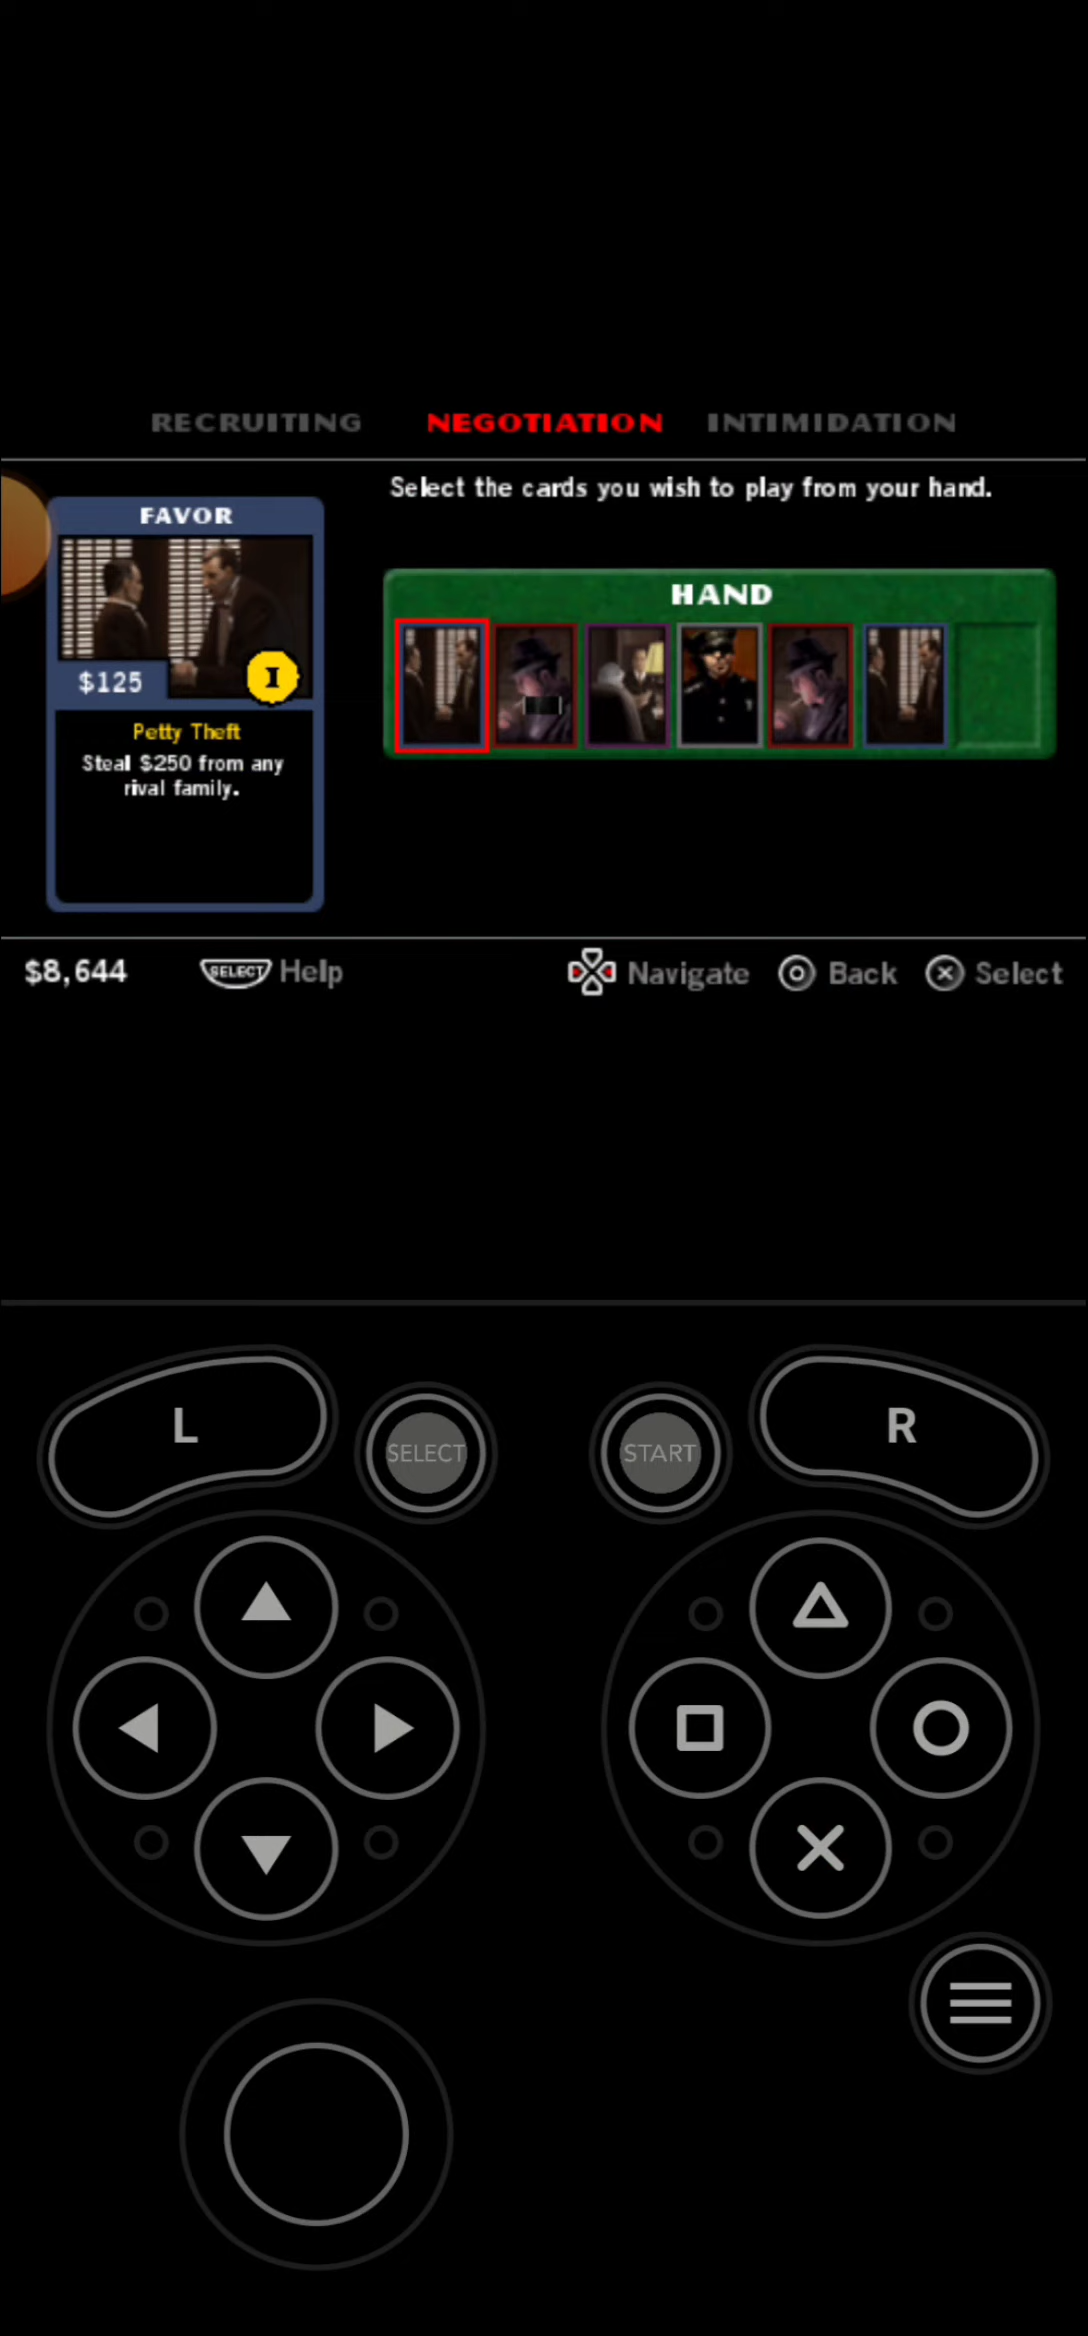 RECRUITING NEGOTIATION INTIMIDATION
Select the cards you wish to play from your hand.
FAVOR
HAND
$125 I
Petty Theft
Steal $250 from any
rival family.
$8,644 SELECT Help Navigate Back Select
L SELECT START R